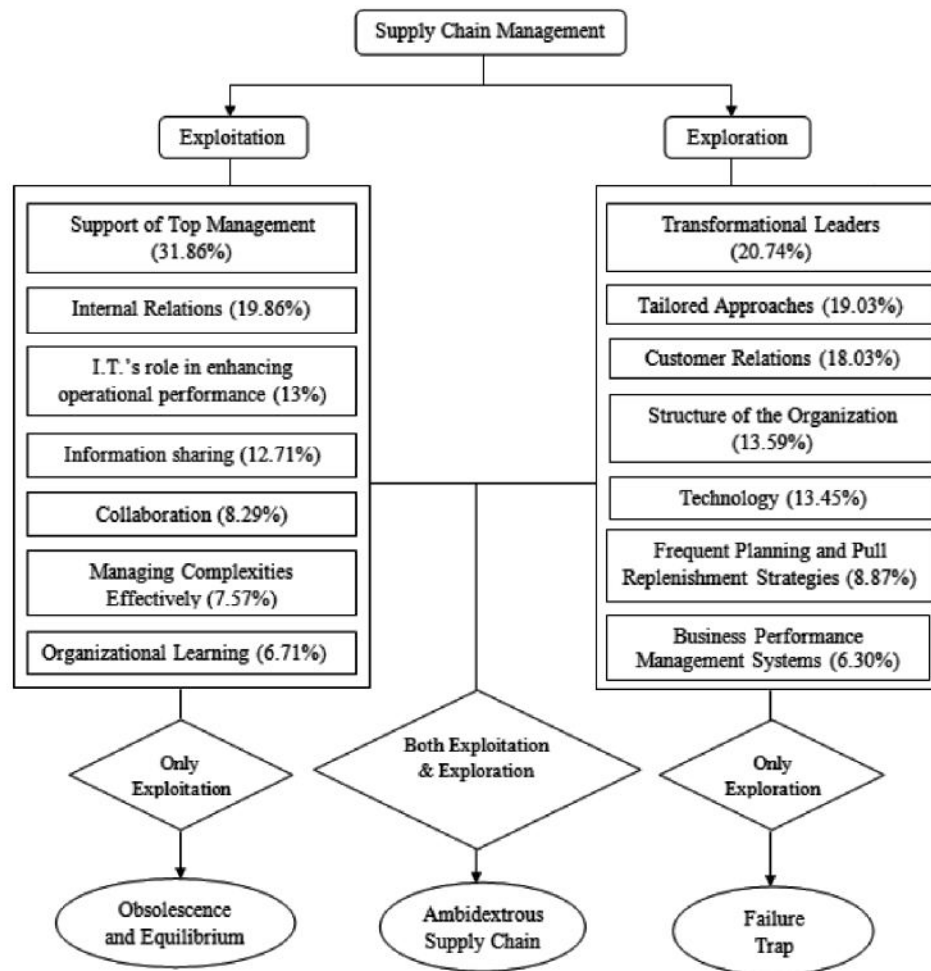 Supply Chain Management
Exploitation
Exploration
Support of Top Management
(31.86%)
Internal Relations (19.86%)
I.T.'s role in enhancing
operational performance (13%)
Information sharing (12.71%)
Collaboration (8.29%)
Managing Complexities
Effectively (7.57%)
Organizational Learning (6.71%)
Transformational Leaders
(20.74%)
Tailored Approaches (19.03%)
Customer Relations (18.03%)
Structure of the Organization
(13.59%)
Technology (13.45%)
Frequent Planning and Pull
Replenishment Strategies (8.87%)
Business Performance
Management Systems (6.30%)
Only
Exploitation
Both Exploitation
& Exploration
Only
Exploration
Obsolescence
and Equilibrium
Ambidextrous
Supply Chain
Failure
Trap